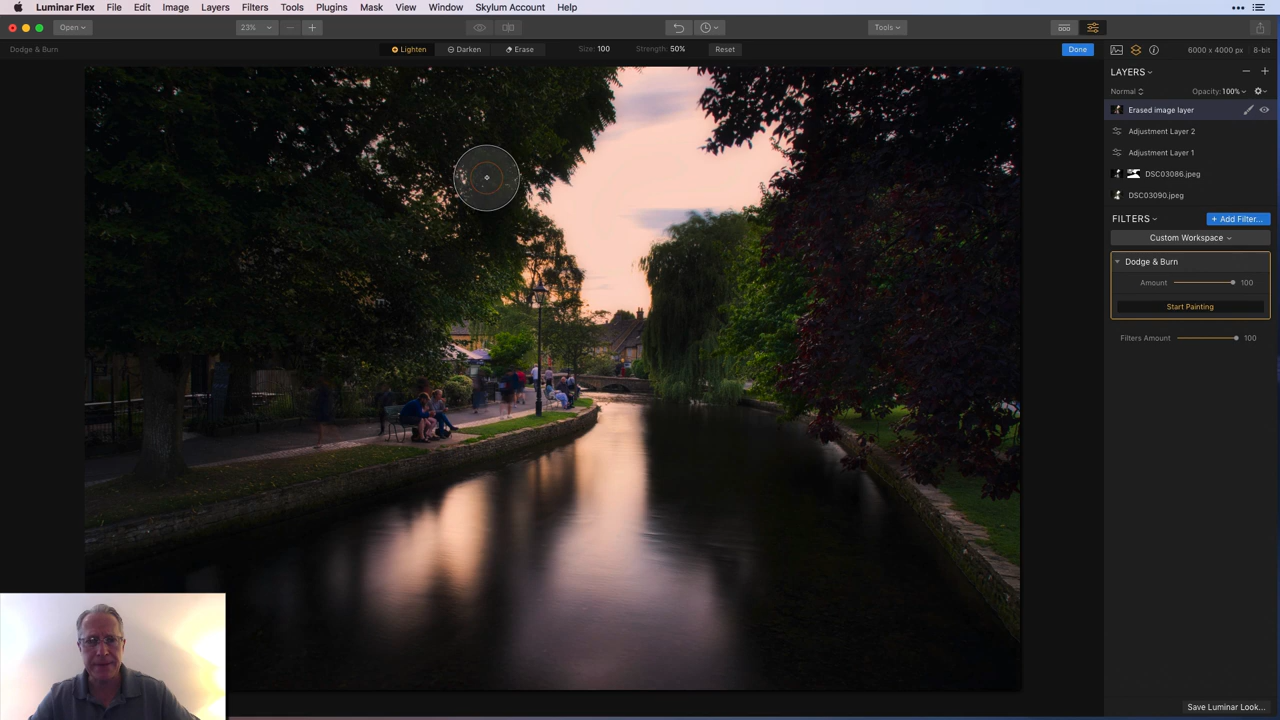 Luminar Flex File Edit Image Layers Filters Tools Plugins Mask View Window Skylum Account Help
Open 23% Tools
Dodge & Burn Lighten Darken Erase Size: 100 Strength: 50% Reset Done 6000 x 4000 px 8-bit
LAYERS
Normal Opacity: 100%
Erased image layer
Adjustment Layer 2
Adjustment Layer 1
DSC03086.jpeg
DSC03090.jpeg
FILTERS + Add Filter...
Custom Workspace
Dodge & Burn
Amount 100
Start Painting
Filters Amount 100
Save Luminar Look...